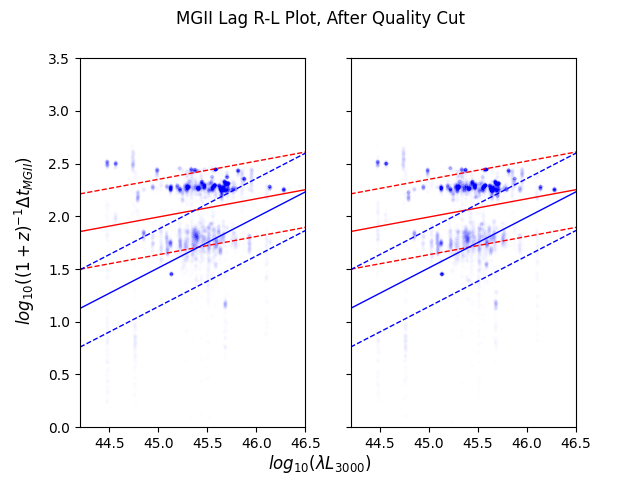 MGII Lag R-L Plot, After Quality Cut
log₁₀((1 + z)⁻¹Δt_{MGII})
3.5
3.0
2.5
2.0
1.5
1.0
0.5
0.0
44.5 45.0 45.5 46.0 46.5
44.5 45.0 45.5 46.0 46.5
log₁₀(λL₃₀₀₀)